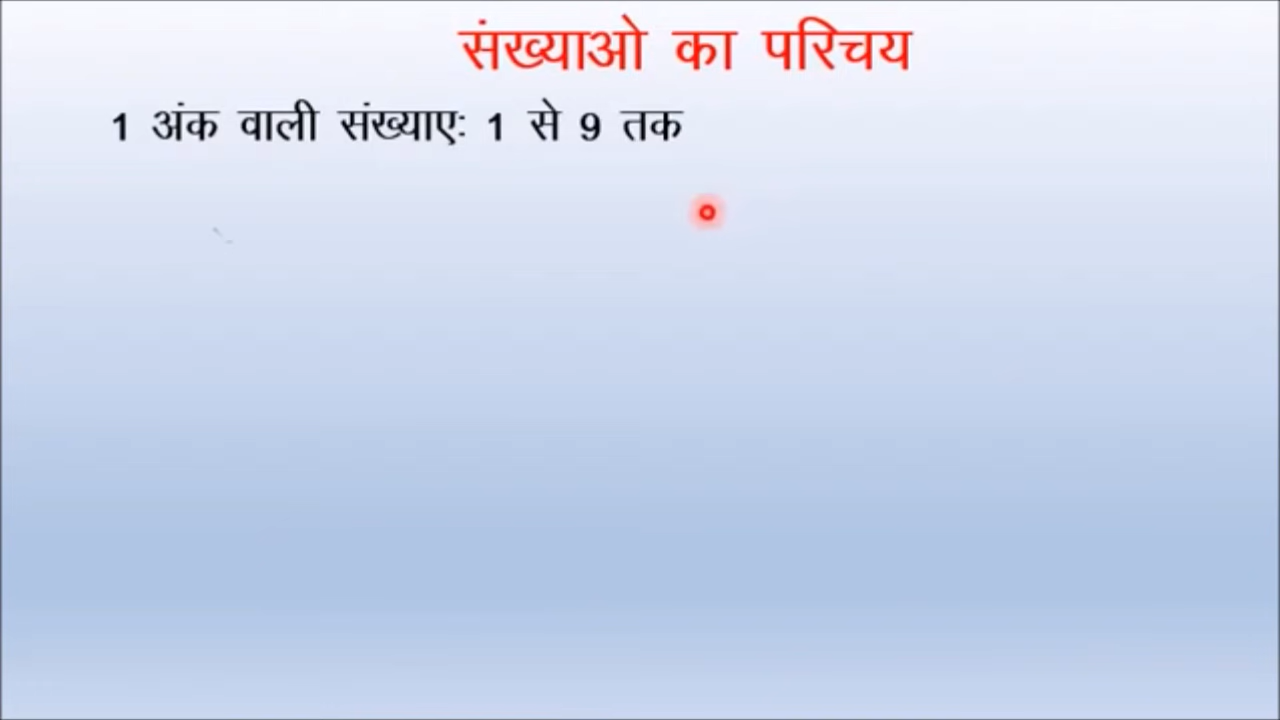 संख्याओ का परिचय
1 अंक वाली संख्याएः 1 से 9 तक